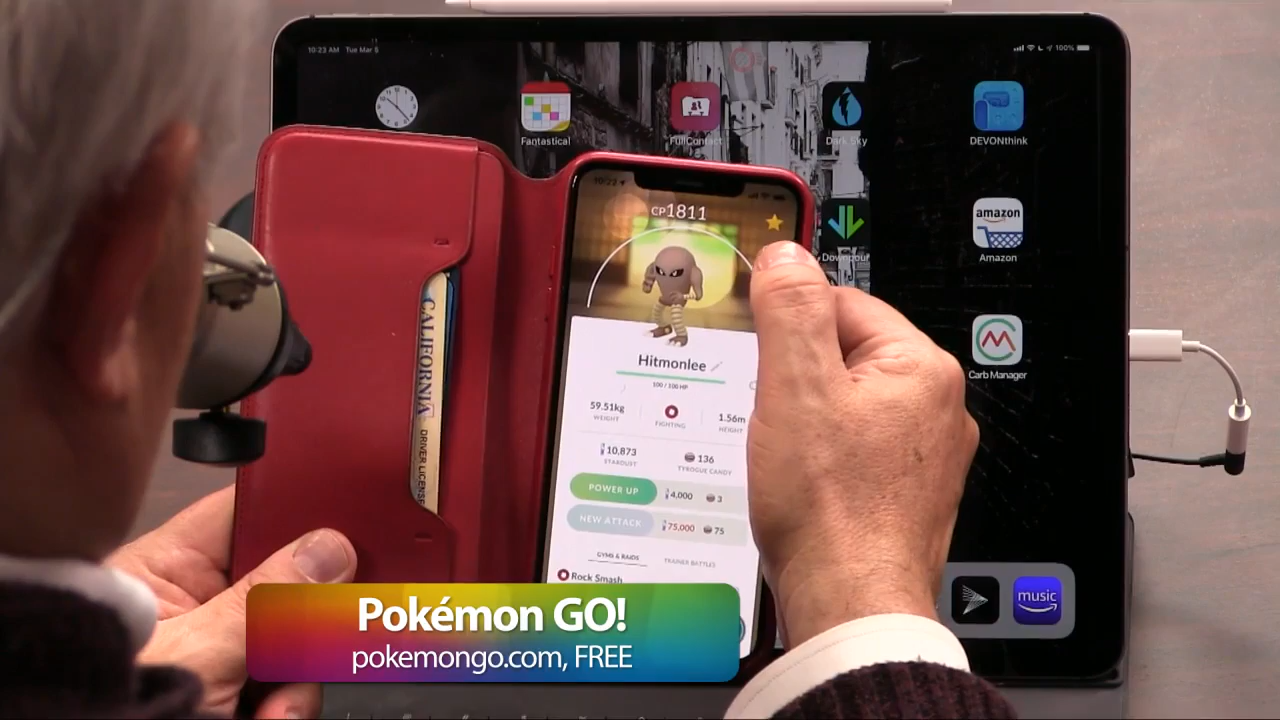 10:23 AM Tue Mar 5
100%
Fantastical
FullContact
Dark Sky
DEVONthink
10:22
CP1811
Downpour
amazon
Amazon
CALIFORNIA
DRIVER LICENSE
Hitmonlee
100 / 100 HP
Carb Manager
59.51kg
WEIGHT
FIGHTING
1.56m
HEIGHT
10,873
STARDUST
136
TYROGUE CANDY
POWER UP
4,000
3
NEW ATTACK
75,000
75
GYMS & RAIDS
TRAINER BATTLES
Rock Smash
music
Pokémon GO!
pokemongo.com, FREE